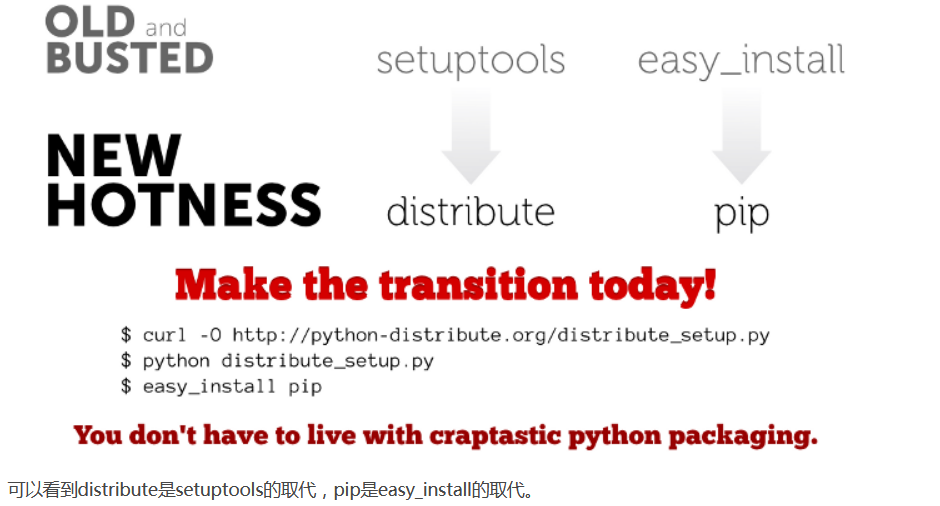 OLD and
BUSTED
setuptools
easy_install
NEW
HOTNESS
distribute
pip
Make the transition today!
$ curl -O http://python-distribute.org/distribute_setup.py
$ python distribute_setup.py
$ easy_install pip
You don't have to live with craptastic python packaging.
可以看到distribute是setuptools的取代，pip是easy_install的取代。